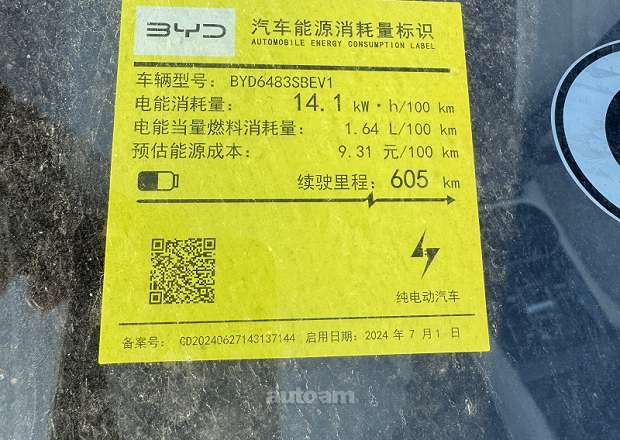 BYD 汽车能源消耗量标识
AUTOMOBILE ENERGY CONSUMPTION LABEL
车辆型号： BYD6483SBEV1
电能消耗量： 14.1 kW·h/100 km
电能当量燃料消耗量： 1.64 L/100 km
预估能源成本： 9.31 元/100 km
续驶里程： 605 km
纯电动汽车
备案号： GD20240627143137144 启用日期：2024 年 7 月 1 日
autoam